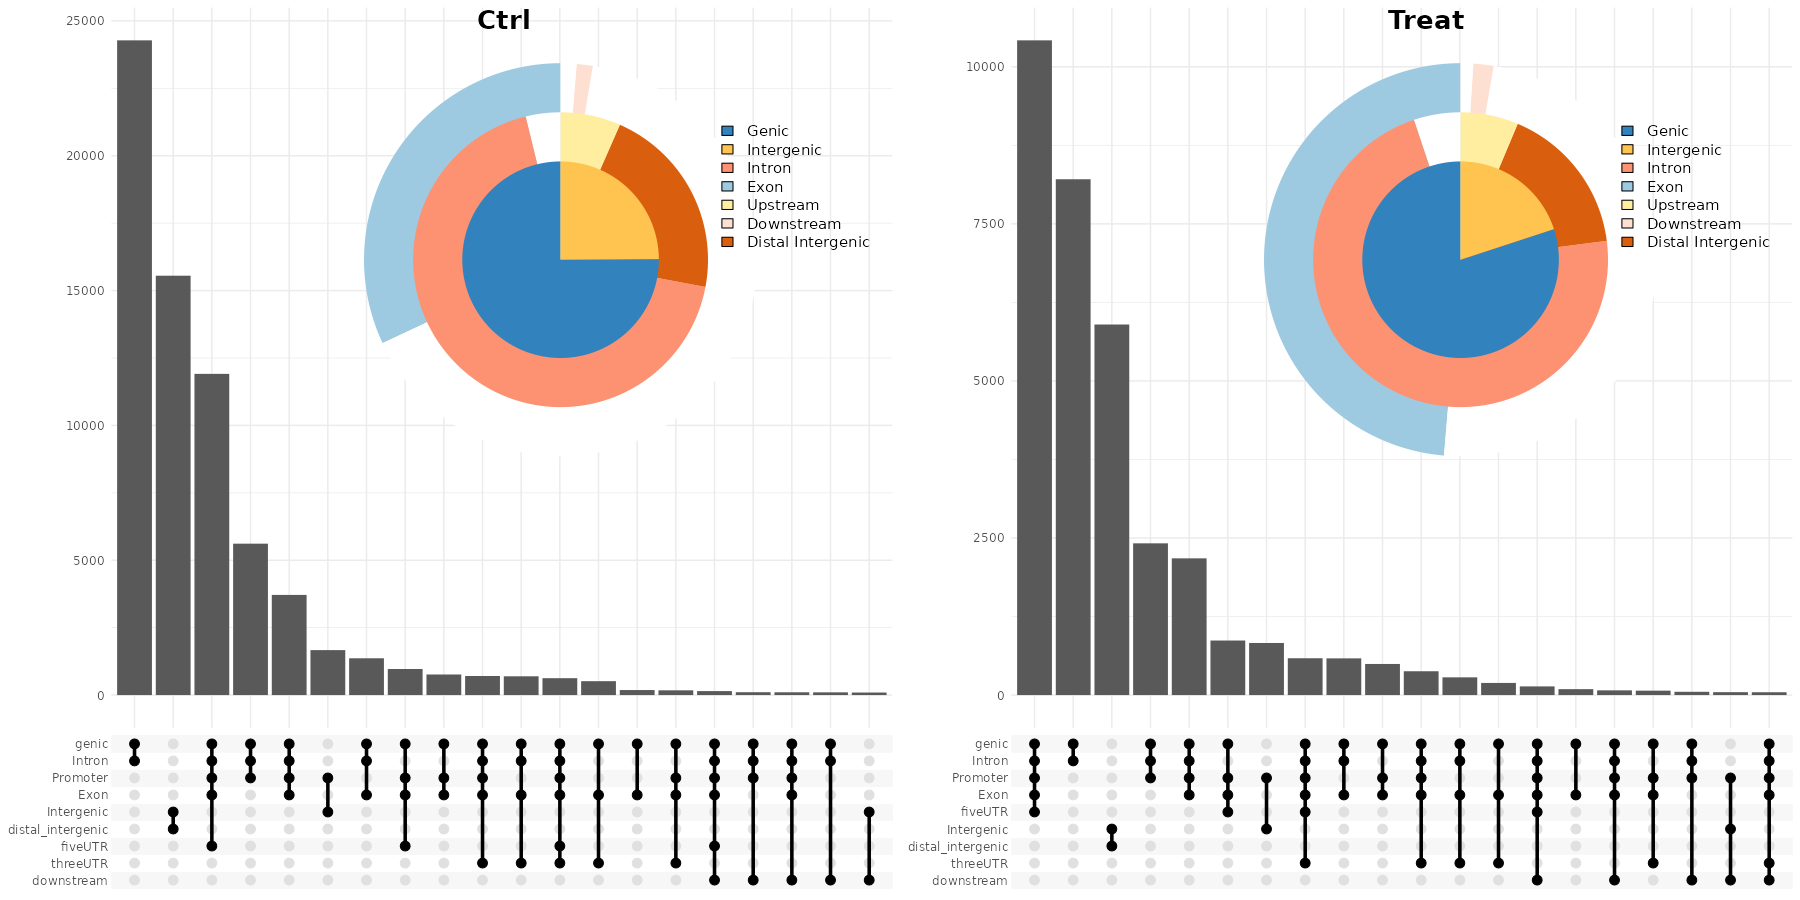 Ctrl
25000
20000
15000
10000
5000
0
Genic
Intergenic
Intron
Exon
Upstream
Downstream
Distal Intergenic
genic
Intron
Promoter
Exon
Intergenic
distal_intergenic
fiveUTR
threeUTR
downstream
Treat
10000
7500
5000
2500
0
Genic
Intergenic
Intron
Exon
Upstream
Downstream
Distal Intergenic
genic
Intron
Promoter
Exon
fiveUTR
Intergenic
distal_intergenic
threeUTR
downstream